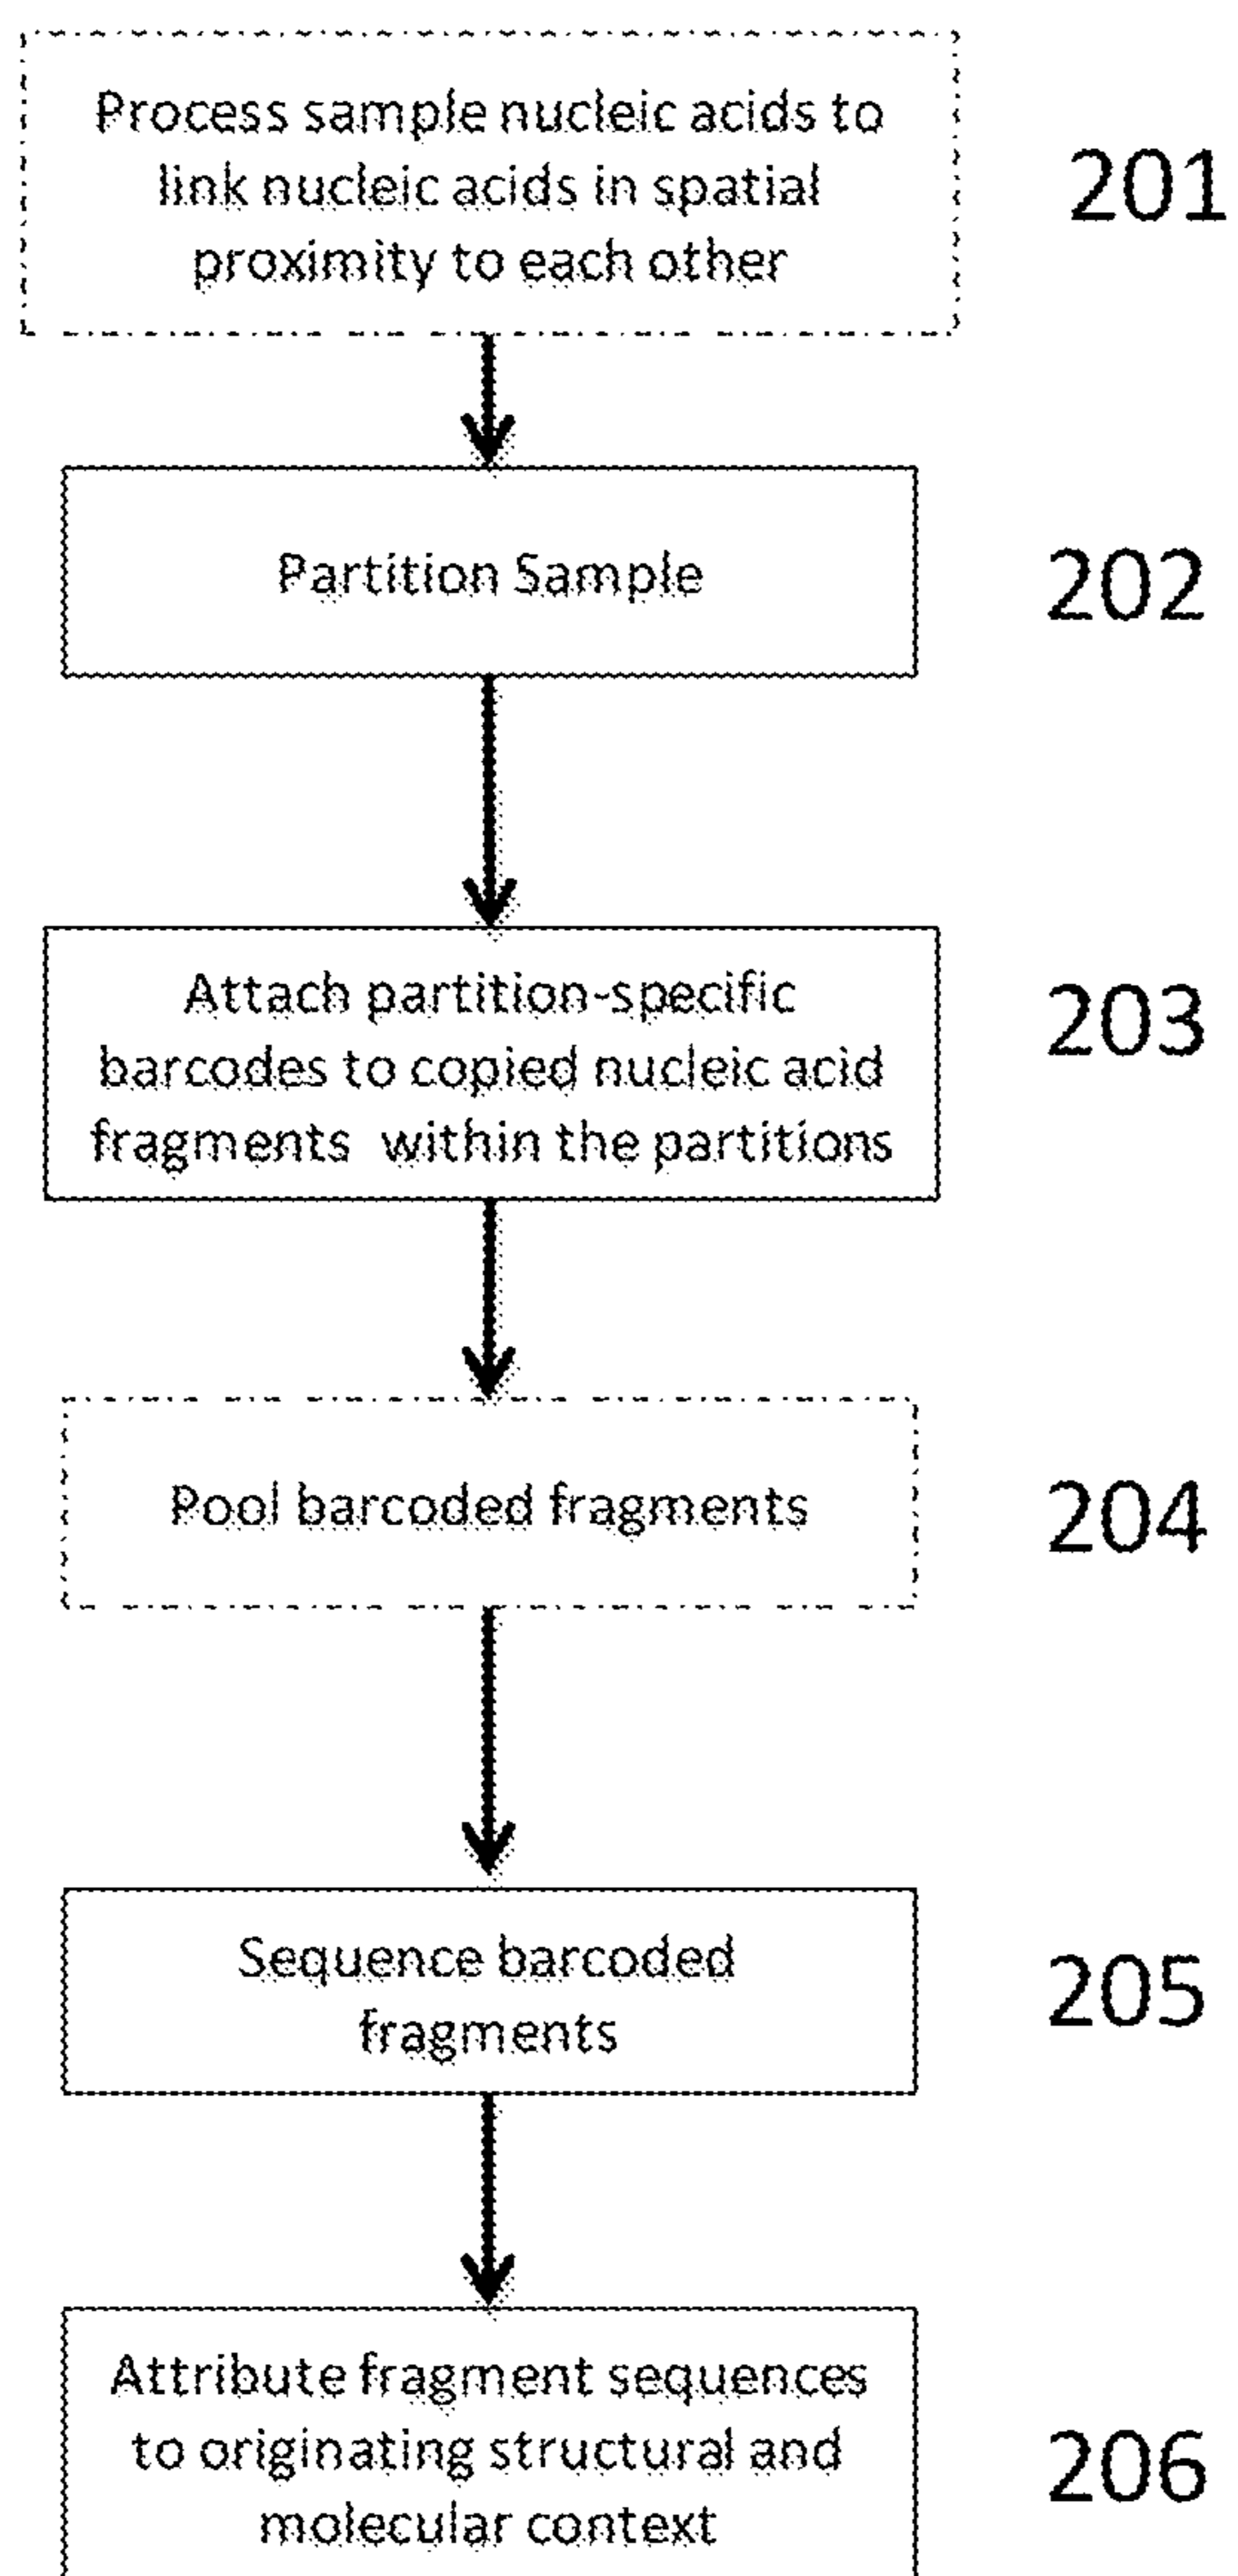 Process sample nucleic acids to
link nucleic acids in spatial
proximity to each other
201
Partition Sample
202
Attach partition-specific
barcodes to copied nucleic acid
fragments within the partitions
203
Pool barcoded fragments
204
Sequence barcoded
fragments
205
Attribute fragment sequences
to originating structural and
molecular context
206